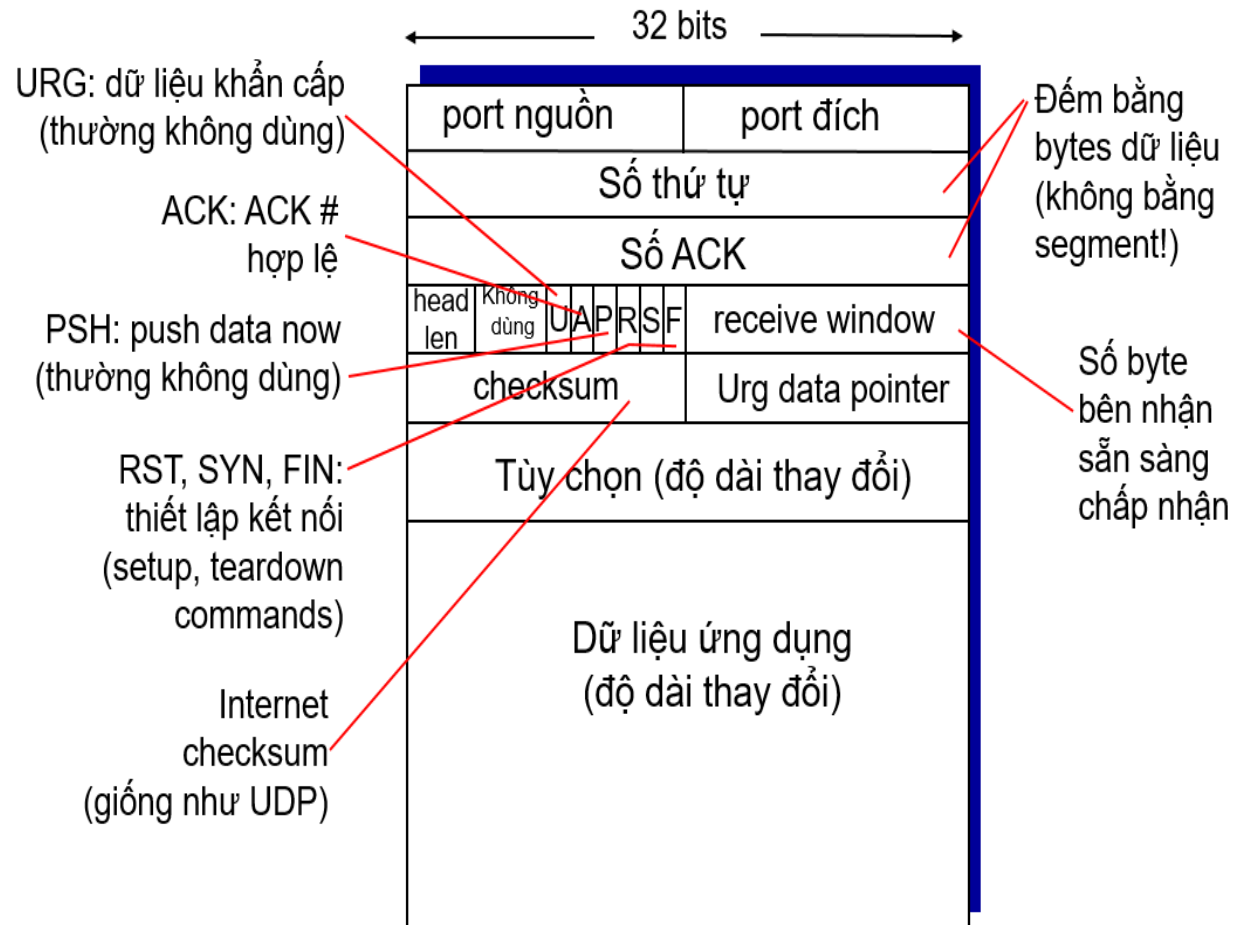 32 bits
URG: dữ liệu khẩn cấp
(thường không dùng)
ACK: ACK #
hợp lệ
PSH: push data now
(thường không dùng)
RST, SYN, FIN:
thiết lập kết nối
(setup, teardown
commands)
Internet
checksum
(giống như UDP)
port nguồn
port đích
Số thứ tự
Số ACK
head
len
Không
dùng
U A P R S F
receive window
checksum
Urg data pointer
Tùy chọn (độ dài thay đổi)
Dữ liệu ứng dụng
(độ dài thay đổi)
Đếm bằng
bytes dữ liệu
(không bằng
segment!)
Số byte
bên nhận
sẵn sàng
chấp nhận